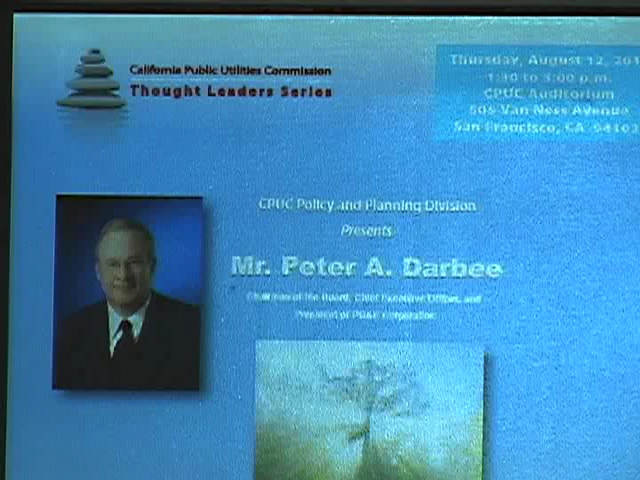 California Public Utilities Commission
Thought Leaders Series
Thursday, August 12, 201
1:30 to 3:00 p.m.
CPUC Auditorium
505 Van Ness Avenue
San Francisco, CA 94102
CPUC Policy and Planning Division
Presents
Mr. Peter A. Darbee
Chairman of the Board, Chief Executive Officer, and
President of PG&E Corporation